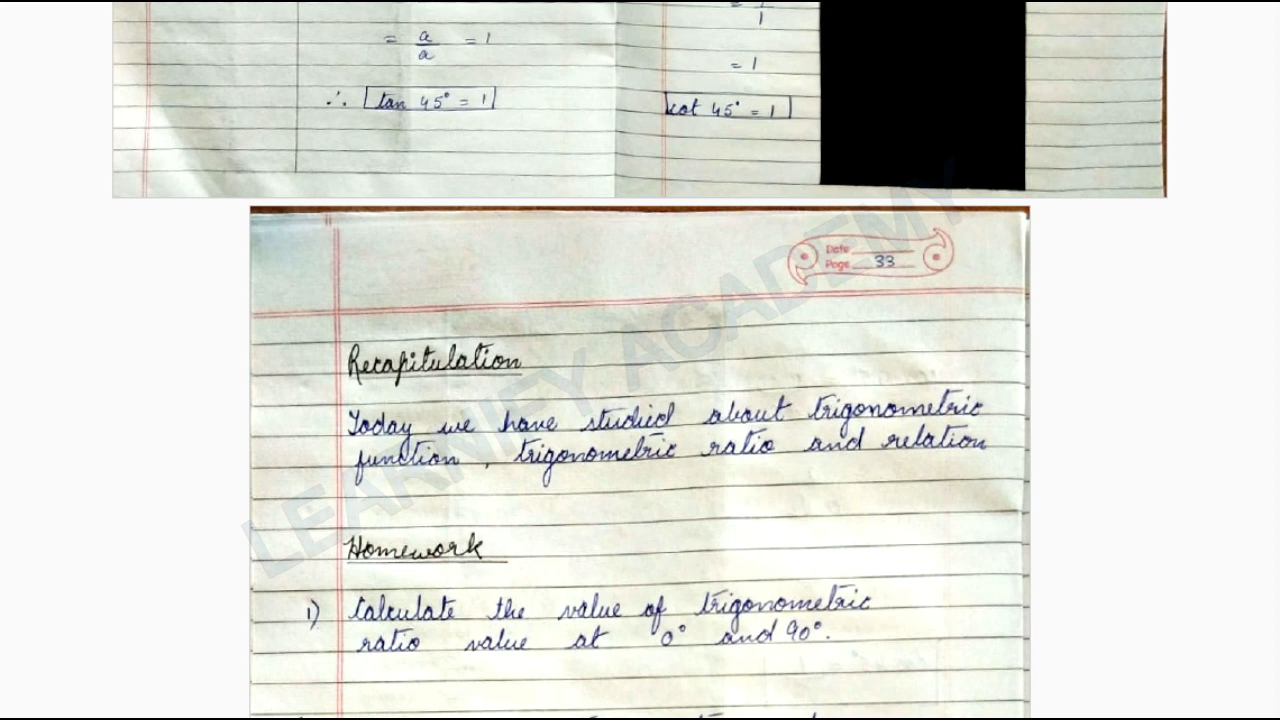 = 1
1
= a
a = 1
= 1
∴ tan 45° = 1
cot 45° = 1
Date
Page 33
Recapitulation
Today we have studied about trigonometric
function, trigonometric ratio and relation
Homework
1) Calculate the value of trigonometric
ratio value at 0° and 90°.
LEARNIFY ACADEMY